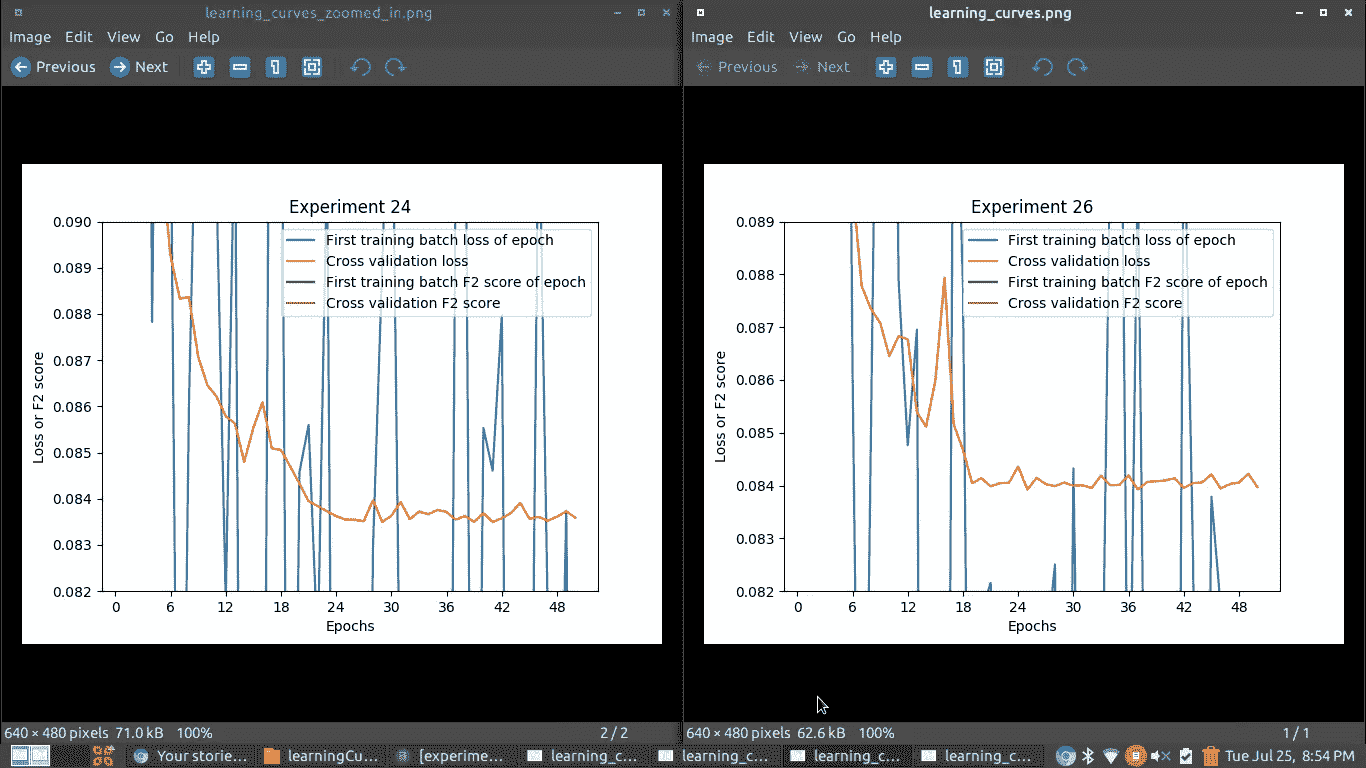 learning_curves_zoomed_in.png
Image Edit View Go Help
Previous Next
Experiment 24
0.090
0.089
0.088
0.087
0.086
0.085
0.084
0.083
0.082
Loss or F2 score
First training batch loss of epoch
Cross validation loss
First training batch F2 score of epoch
Cross validation F2 score
0 6 12 18 24 30 36 42 48
Epochs
640 × 480 pixels 71.0 kB 100% 2 / 2
learning_curves.png
Image Edit View Go Help
Previous Next
Experiment 26
0.089
0.088
0.087
0.086
0.085
0.084
0.083
0.082
Loss or F2 score
First training batch loss of epoch
Cross validation loss
First training batch F2 score of epoch
Cross validation F2 score
0 6 12 18 24 30 36 42 48
Epochs
640 × 480 pixels 62.6 kB 100% 1 / 1
Your storie... learningCu... [experime... learning_c... learning_c... learning_c... learning_c... Tue Jul 25, 8:54 PM